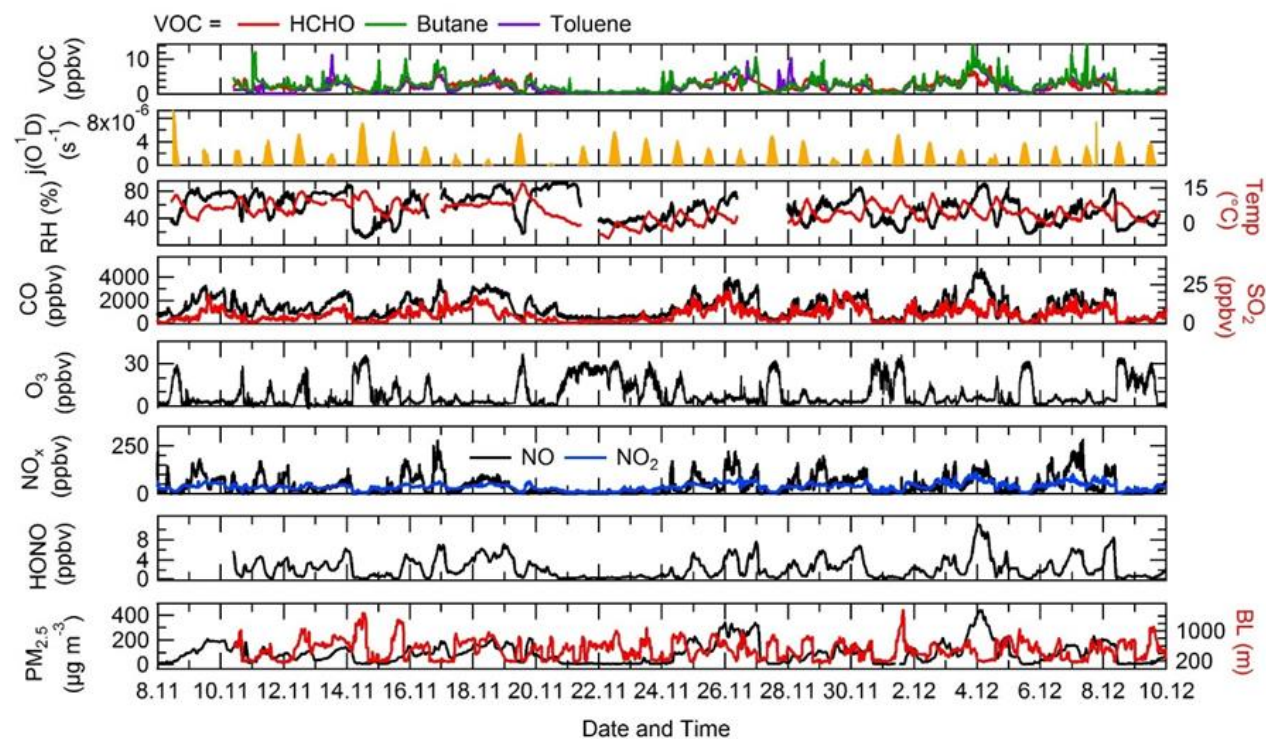 VOC = HCHO Butane Toluene
VOC
(ppbv)
10
0
j(O¹D)
(s⁻¹)
8x10⁻⁶
4
0
RH (%)
80
40
15
0
Temp
(°C)
CO
(ppbv)
4000
2000
0
25
0
SO₂
(ppbv)
O₃
(ppbv)
30
0
NOₓ
(ppbv)
250
0
NO NO₂
HONO
(ppbv)
8
4
0
PM₂.₅
(µg m⁻³)
400
200
0
1000
200
BL (m)
8.11 10.11 12.11 14.11 16.11 18.11 20.11 22.11 24.11 26.11 28.11 30.11 2.12 4.12 6.12 8.12 10.12
Date and Time